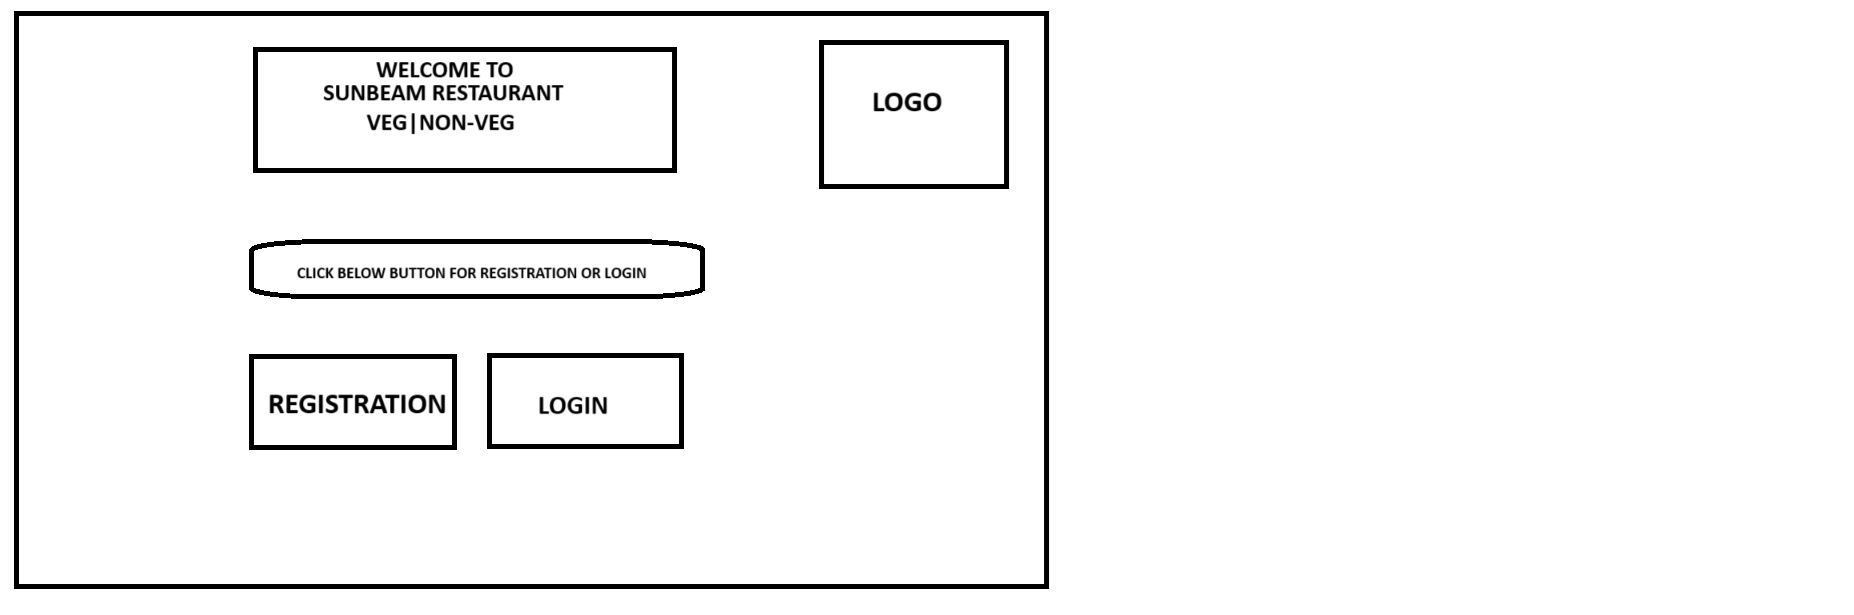 WELCOME TO
SUNBEAM RESTAURANT
VEG|NON-VEG
LOGO
CLICK BELOW BUTTON FOR REGISTRATION OR LOGIN
REGISTRATION
LOGIN